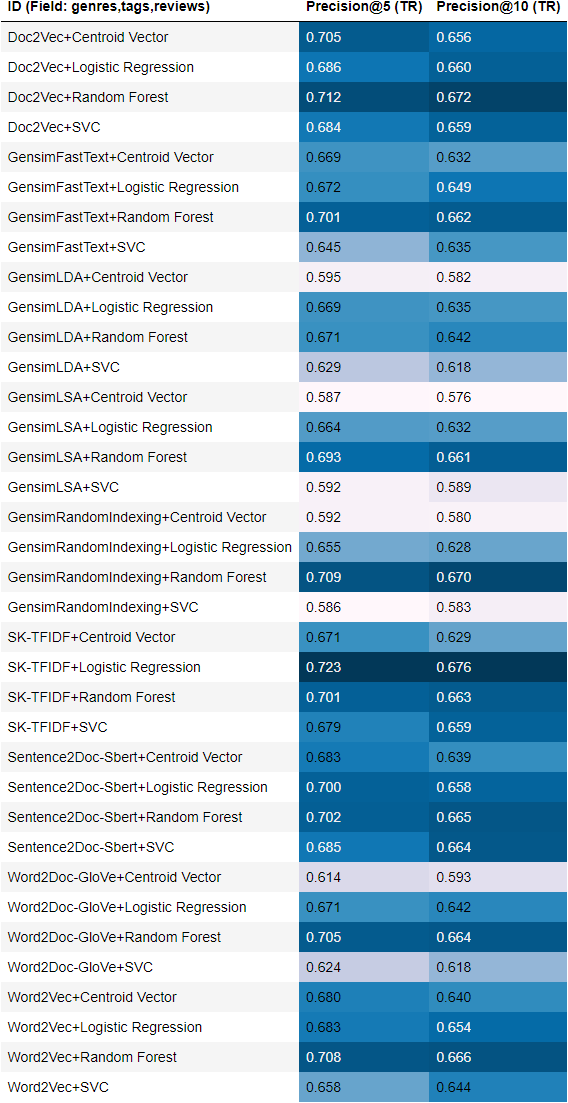 ID (Field: genres,tags,reviews) Precision@5 (TR) Precision@10 (TR)
Doc2Vec+Centroid Vector 0.705 0.656
Doc2Vec+Logistic Regression 0.686 0.660
Doc2Vec+Random Forest 0.712 0.672
Doc2Vec+SVC 0.684 0.659
GensimFastText+Centroid Vector 0.669 0.632
GensimFastText+Logistic Regression 0.672 0.649
GensimFastText+Random Forest 0.701 0.662
GensimFastText+SVC 0.645 0.635
GensimLDA+Centroid Vector 0.595 0.582
GensimLDA+Logistic Regression 0.669 0.635
GensimLDA+Random Forest 0.671 0.642
GensimLDA+SVC 0.629 0.618
GensimLSA+Centroid Vector 0.587 0.576
GensimLSA+Logistic Regression 0.664 0.632
GensimLSA+Random Forest 0.693 0.661
GensimLSA+SVC 0.592 0.589
GensimRandomIndexing+Centroid Vector 0.592 0.580
GensimRandomIndexing+Logistic Regression 0.655 0.628
GensimRandomIndexing+Random Forest 0.709 0.670
GensimRandomIndexing+SVC 0.586 0.583
SK-TFIDF+Centroid Vector 0.671 0.629
SK-TFIDF+Logistic Regression 0.723 0.676
SK-TFIDF+Random Forest 0.701 0.663
SK-TFIDF+SVC 0.679 0.659
Sentence2Doc-Sbert+Centroid Vector 0.683 0.639
Sentence2Doc-Sbert+Logistic Regression 0.700 0.658
Sentence2Doc-Sbert+Random Forest 0.702 0.665
Sentence2Doc-Sbert+SVC 0.685 0.664
Word2Doc-GloVe+Centroid Vector 0.614 0.593
Word2Doc-GloVe+Logistic Regression 0.671 0.642
Word2Doc-GloVe+Random Forest 0.705 0.664
Word2Doc-GloVe+SVC 0.624 0.618
Word2Vec+Centroid Vector 0.680 0.640
Word2Vec+Logistic Regression 0.683 0.654
Word2Vec+Random Forest 0.708 0.666
Word2Vec+SVC 0.658 0.644